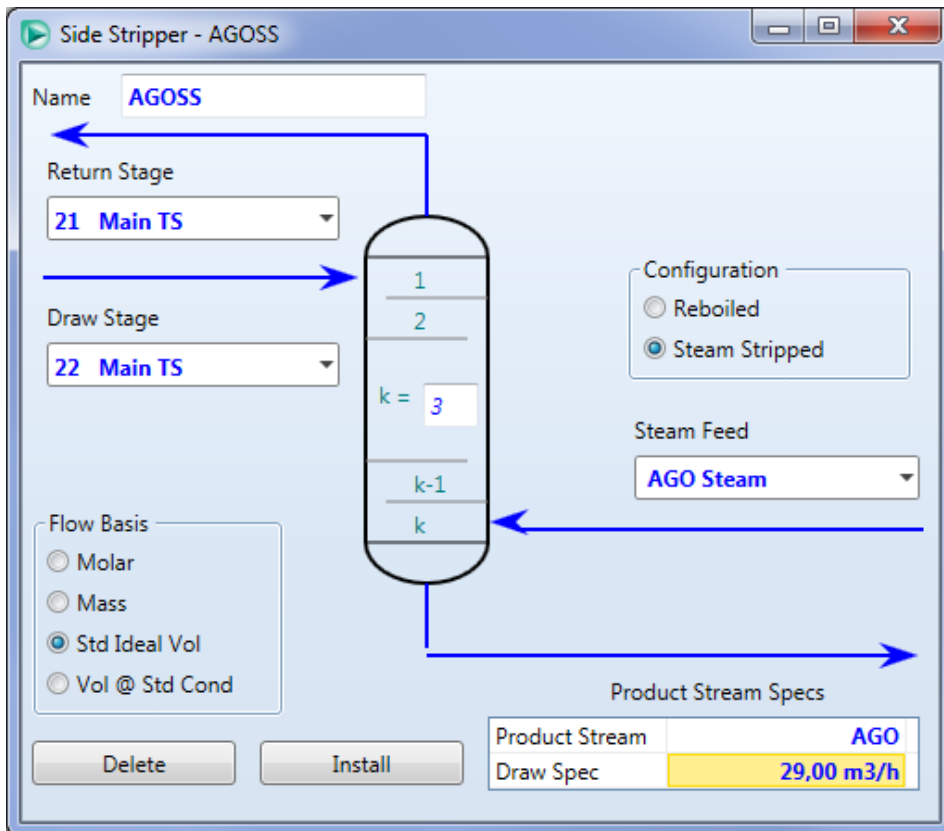 Side Stripper - AGOSS
Name AGOSS
Return Stage
21 Main TS
Draw Stage
22 Main TS
1
2
k = 3
k-1
k
Configuration
Reboiled
Steam Stripped
Steam Feed
AGO Steam
Flow Basis
Molar
Mass
Std Ideal Vol
Vol @ Std Cond
Product Stream Specs
Product Stream AGO
Draw Spec 29,00 m3/h
Delete Install